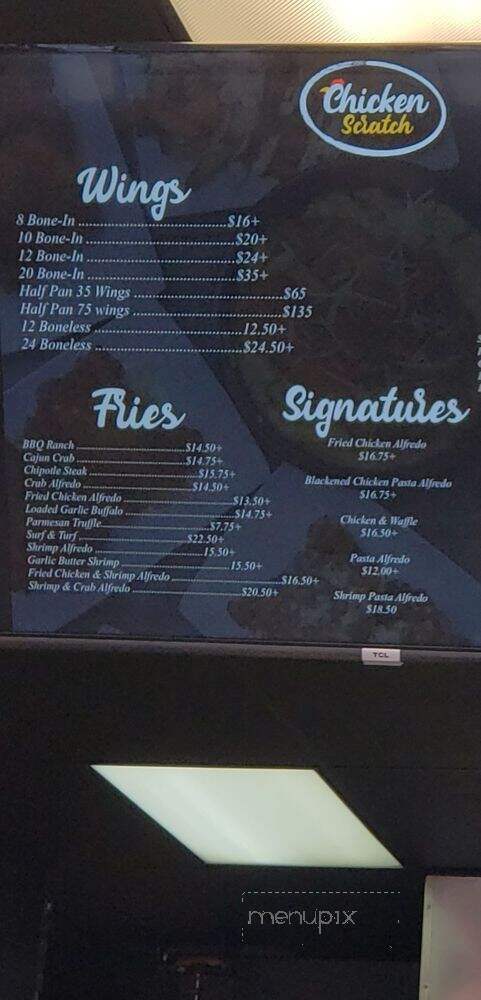 Chicken
Scratch
Wings
8 Bone-In ....................................$16+
10 Bone-In ....................................$20+
12 Bone-In ....................................$24+
20 Bone-In ....................................$35+
Half Pan 35 Wings ....................................$65
Half Pan 75 wings ....................................$135
12 Boneless ....................................12.50+
24 Boneless ....................................$24.50+
Fries
BBQ Ranch ....................................$14.50+
Cajun Crab ....................................$14.75+
Chipotle Steak ....................................$15.75+
Crab Alfredo ....................................$14.50+
Fried Chicken Alfredo ....................................$13.50+
Loaded Garlic Buffalo ....................................$14.75+
Parmesan Truffle....................................$7.75+
Surf & Turf ....................................$22.50+
Shrimp Alfredo ....................................15.50+
Garlic Butter Shrimp ....................................15.50+
Fried Chicken & Shrimp Alfredo ....................................$16.50+
Shrimp & Crab Alfredo ....................................$20.50+
Signatures
Fried Chicken Alfredo
$16.75+
Blackened Chicken Pasta Alfredo
$16.75+
Chicken & Waffle
$16.50+
Pasta Alfredo
$12.00+
Shrimp Pasta Alfredo
$18.50
TCL
menupix